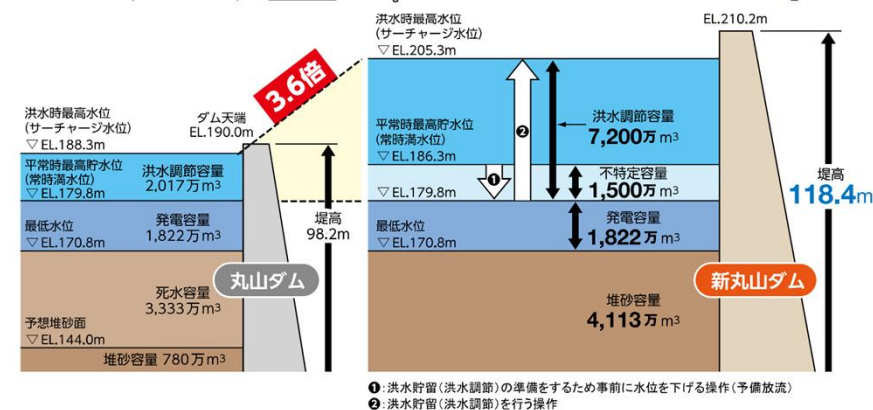 洪水時最高水位
(サーチャージ水位)
▽EL.188.3m
ダム天端
EL.190.0m
平常時最高貯水位
(常時満水位)
▽EL.179.8m
洪水調節容量
2,017万m3
最低水位
▽EL.170.8m
発電容量
1,822万m3
堤高
98.2m
丸山ダム
死水容量
3,333万m3
予想堆砂面
▽EL.144.0m
堆砂容量 780万m3
3.6倍
洪水時最高水位
(サーチャージ水位)
▽EL.205.3m
EL.210.2m
平常時最高貯水位
(常時満水位)
▽EL.186.3m
❷
洪水調節容量
7,200万m3
❶
▽EL.179.8m
不特定容量
1,500万m3
最低水位
▽EL.170.8m
発電容量
1,822万m3
堤高
118.4m
新丸山ダム
堆砂容量
4,113万m3
❶:洪水貯留(洪水調節)の準備をするため事前に水位を下げる操作(予備放流)
❷:洪水貯留(洪水調節)を行う操作